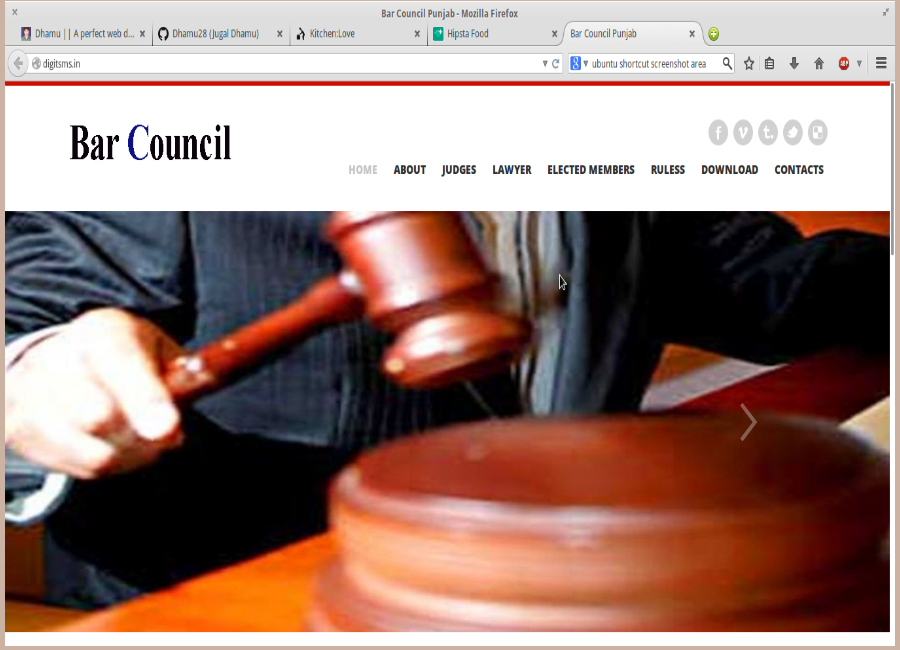 Bar Council Punjab - Mozilla Firefox
Dhamu || A perfect web d...
Dhamu28 (Jugal Dhamu)
Kitchen:Love
Hipsta Food
Bar Council Punjab
digitsms.in
ubuntu shortcut screenshot area
ABP
Bar Council
HOME ABOUT JUDGES LAWYER ELECTED MEMBERS RULESS DOWNLOAD CONTACTS